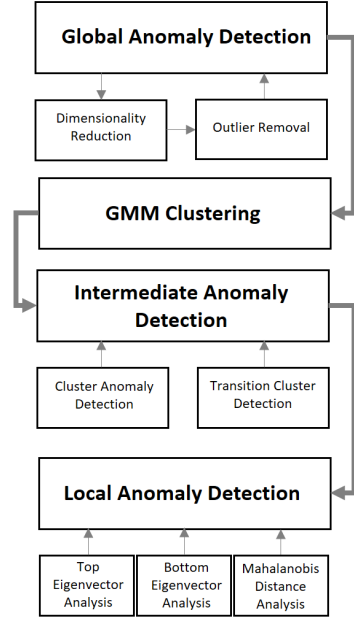 Global Anomaly Detection
Dimensionality
Reduction
Outlier Removal
GMM Clustering
Intermediate Anomaly
Detection
Cluster Anomaly
Detection
Transition Cluster
Detection
Local Anomaly Detection
Top
Eigenvector
Analysis
Bottom
Eigenvector
Analysis
Mahalanobis
Distance
Analysis